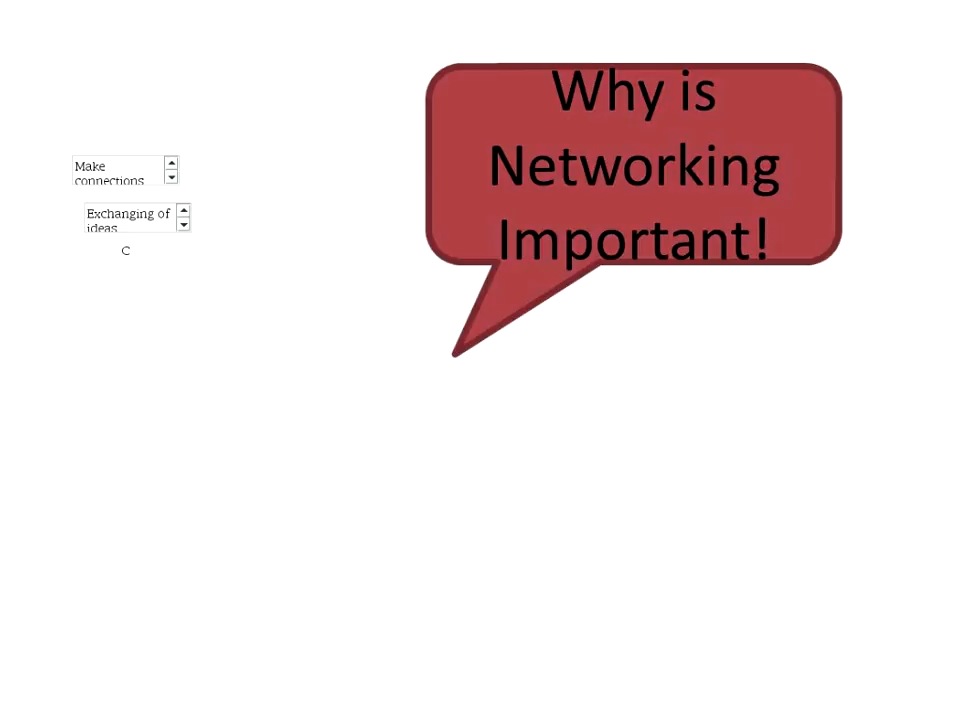 Why is
Networking
Important!
Make
connections
Exchanging of
ideas
C